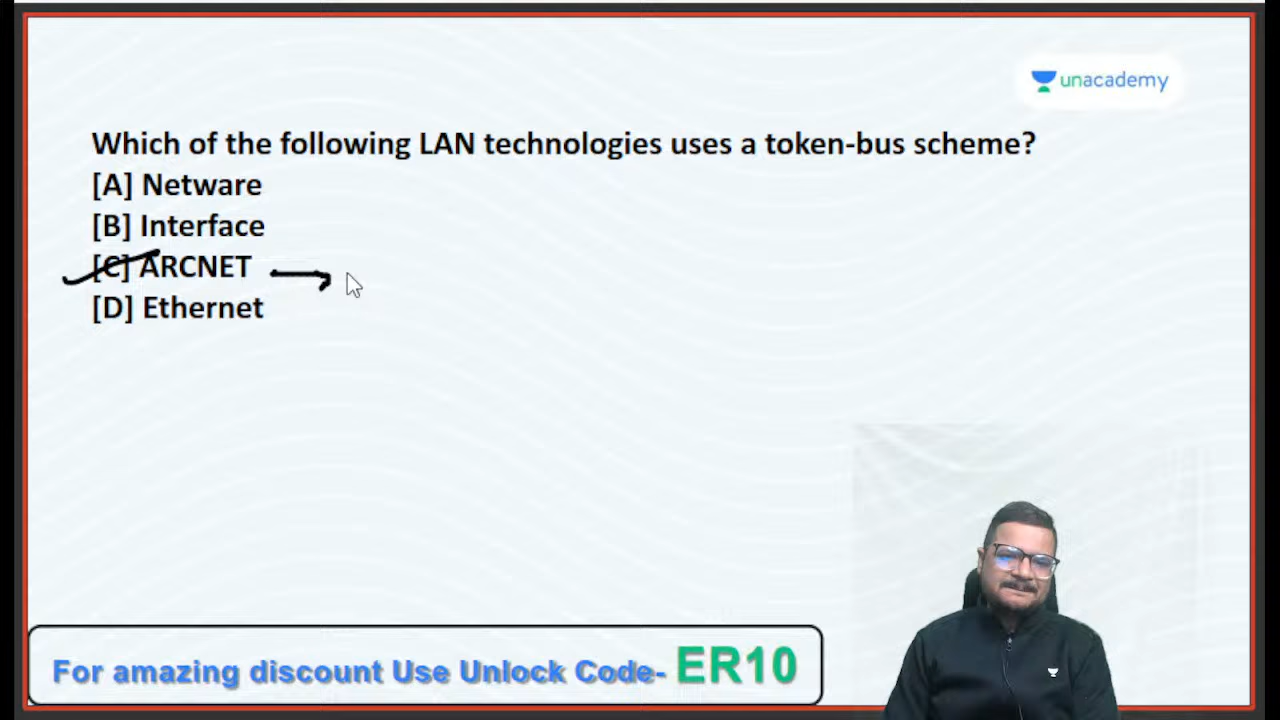 unacademy
Which of the following LAN technologies uses a token-bus scheme?
[A] Netware
[B] Interface
[C] ARCNET
[D] Ethernet
For amazing discount Use Unlock Code- ER10